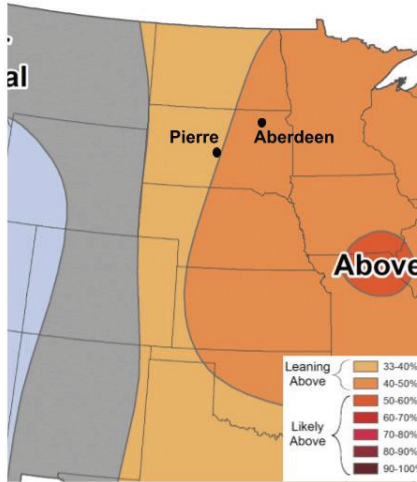 al
Pierre
Aberdeen
Above
Leaning
Above
Likely
Above
33-40%
40-50%
50-60%
60-70%
70-80%
80-90%
90-100%